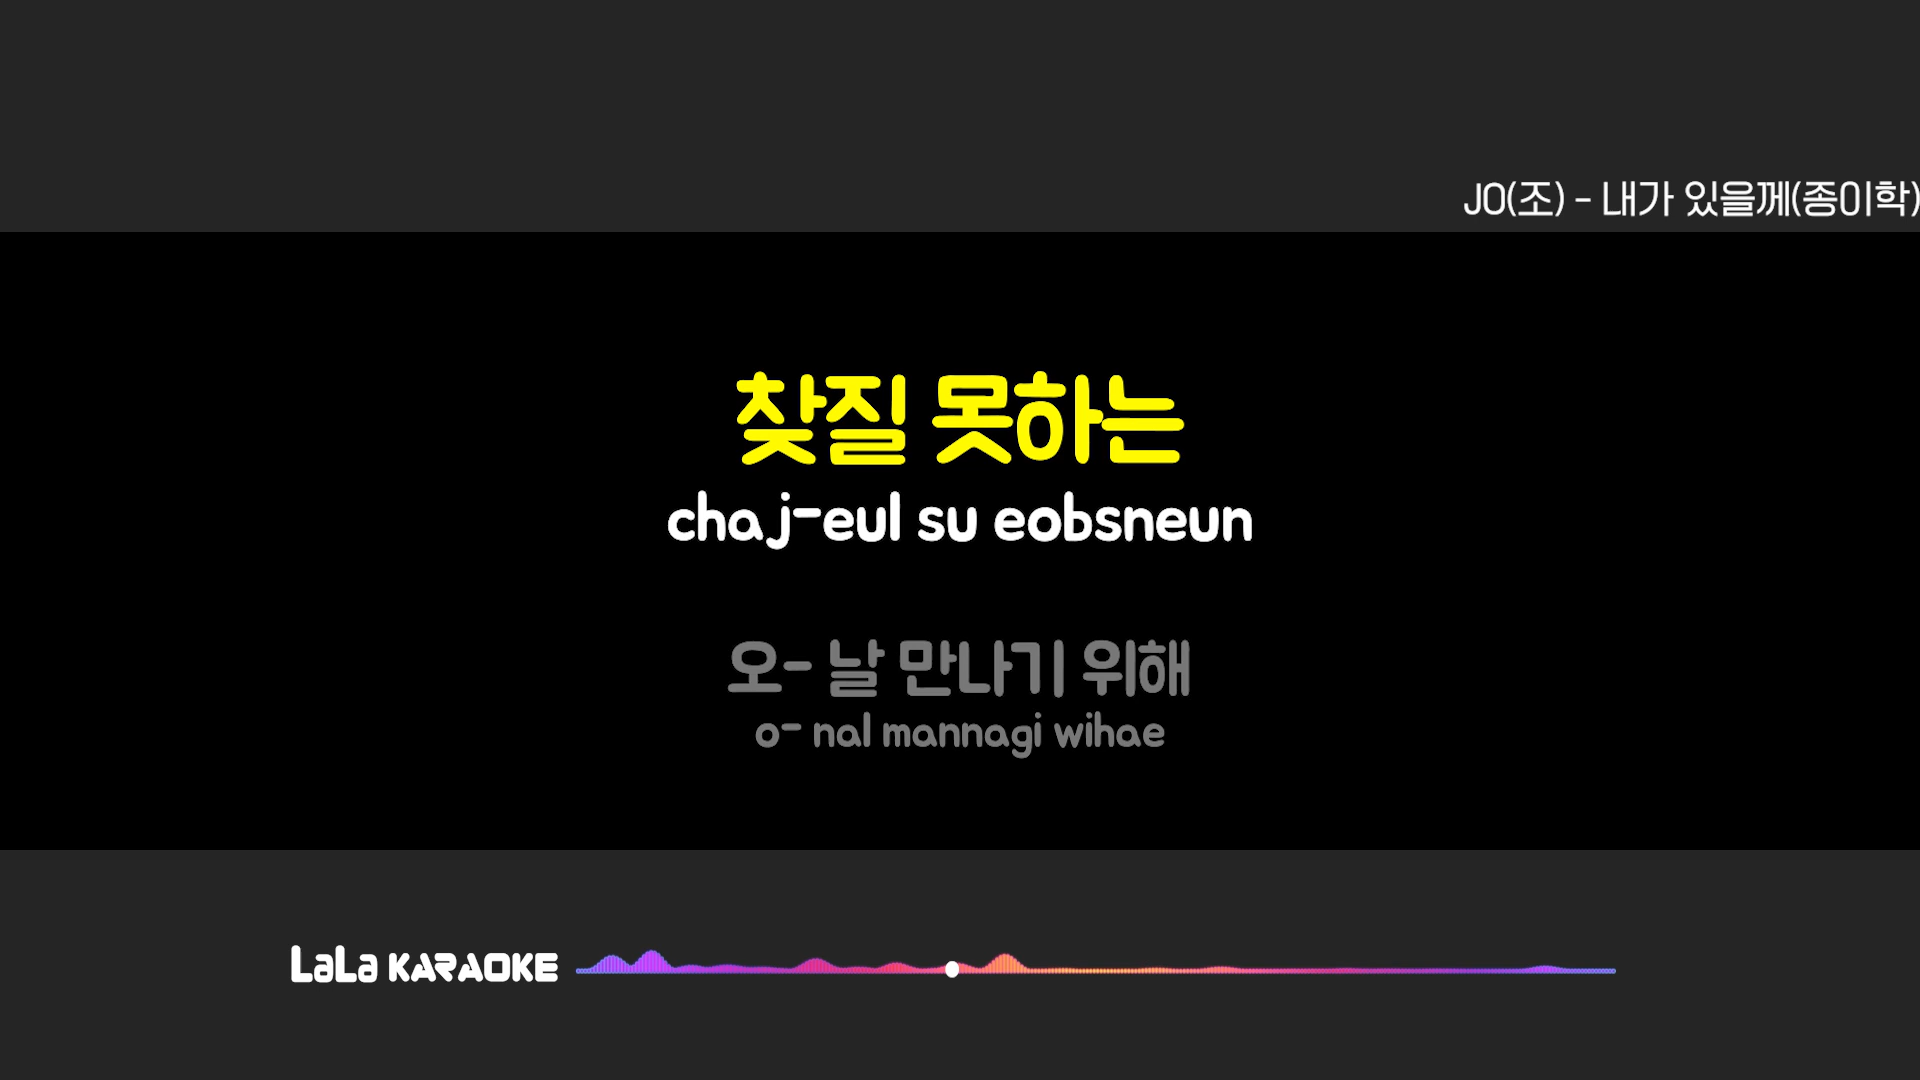 JO(조) - 내가 있을께(종이학)
찾질 못하는
chaj-eul su eobsneun
오- 날 만나기 위해
o- nal mannagi wihae
LaLa KARAOKE